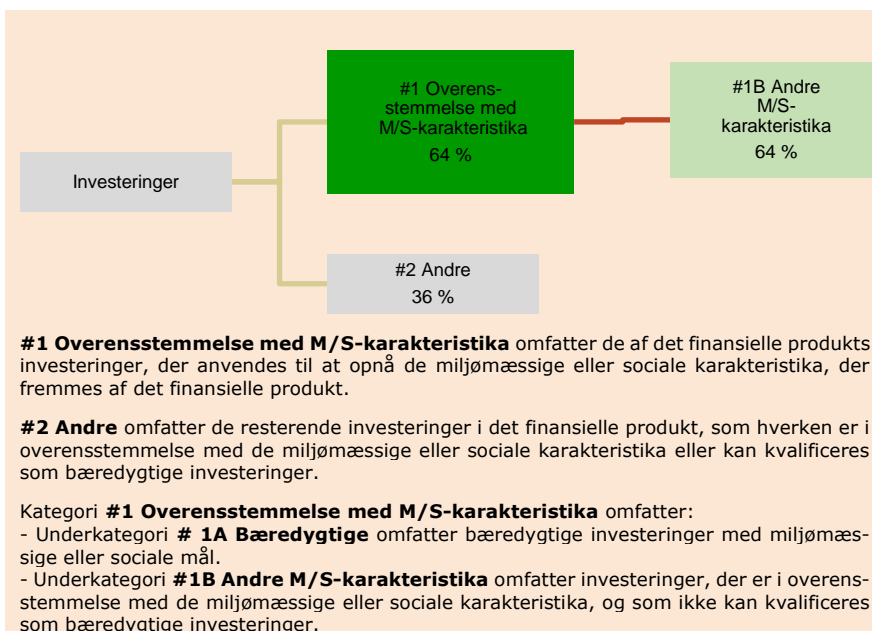 #1 Overens-
stemmelse med
M/S-karakteristika
64 %
#1B Andre
M/S-
karakteristika
64 %
Investeringer
#2 Andre
36 %
#1 Overensstemmelse med M/S-karakteristika omfatter de af det finansielle produkts
investeringer, der anvendes til at opnå de miljømæssige eller sociale karakteristika, der
fremmes af det finansielle produkt.
#2 Andre omfatter de resterende investeringer i det finansielle produkt, som hverken er i
overensstemmelse med de miljømæssige eller sociale karakteristika eller kan kvalificeres
som bæredygtige investeringer.
Kategori #1 Overensstemmelse med M/S-karakteristika omfatter:
- Underkategori # 1A Bæredygtige omfatter bæredygtige investeringer med miljømæs-
sige eller sociale mål.
- Underkategori #1B Andre M/S-karakteristika omfatter investeringer, der er i overens-
stemmelse med de miljømæssige eller sociale karakteristika, og som ikke kan kvalificeres
som bæredygtige investeringer.